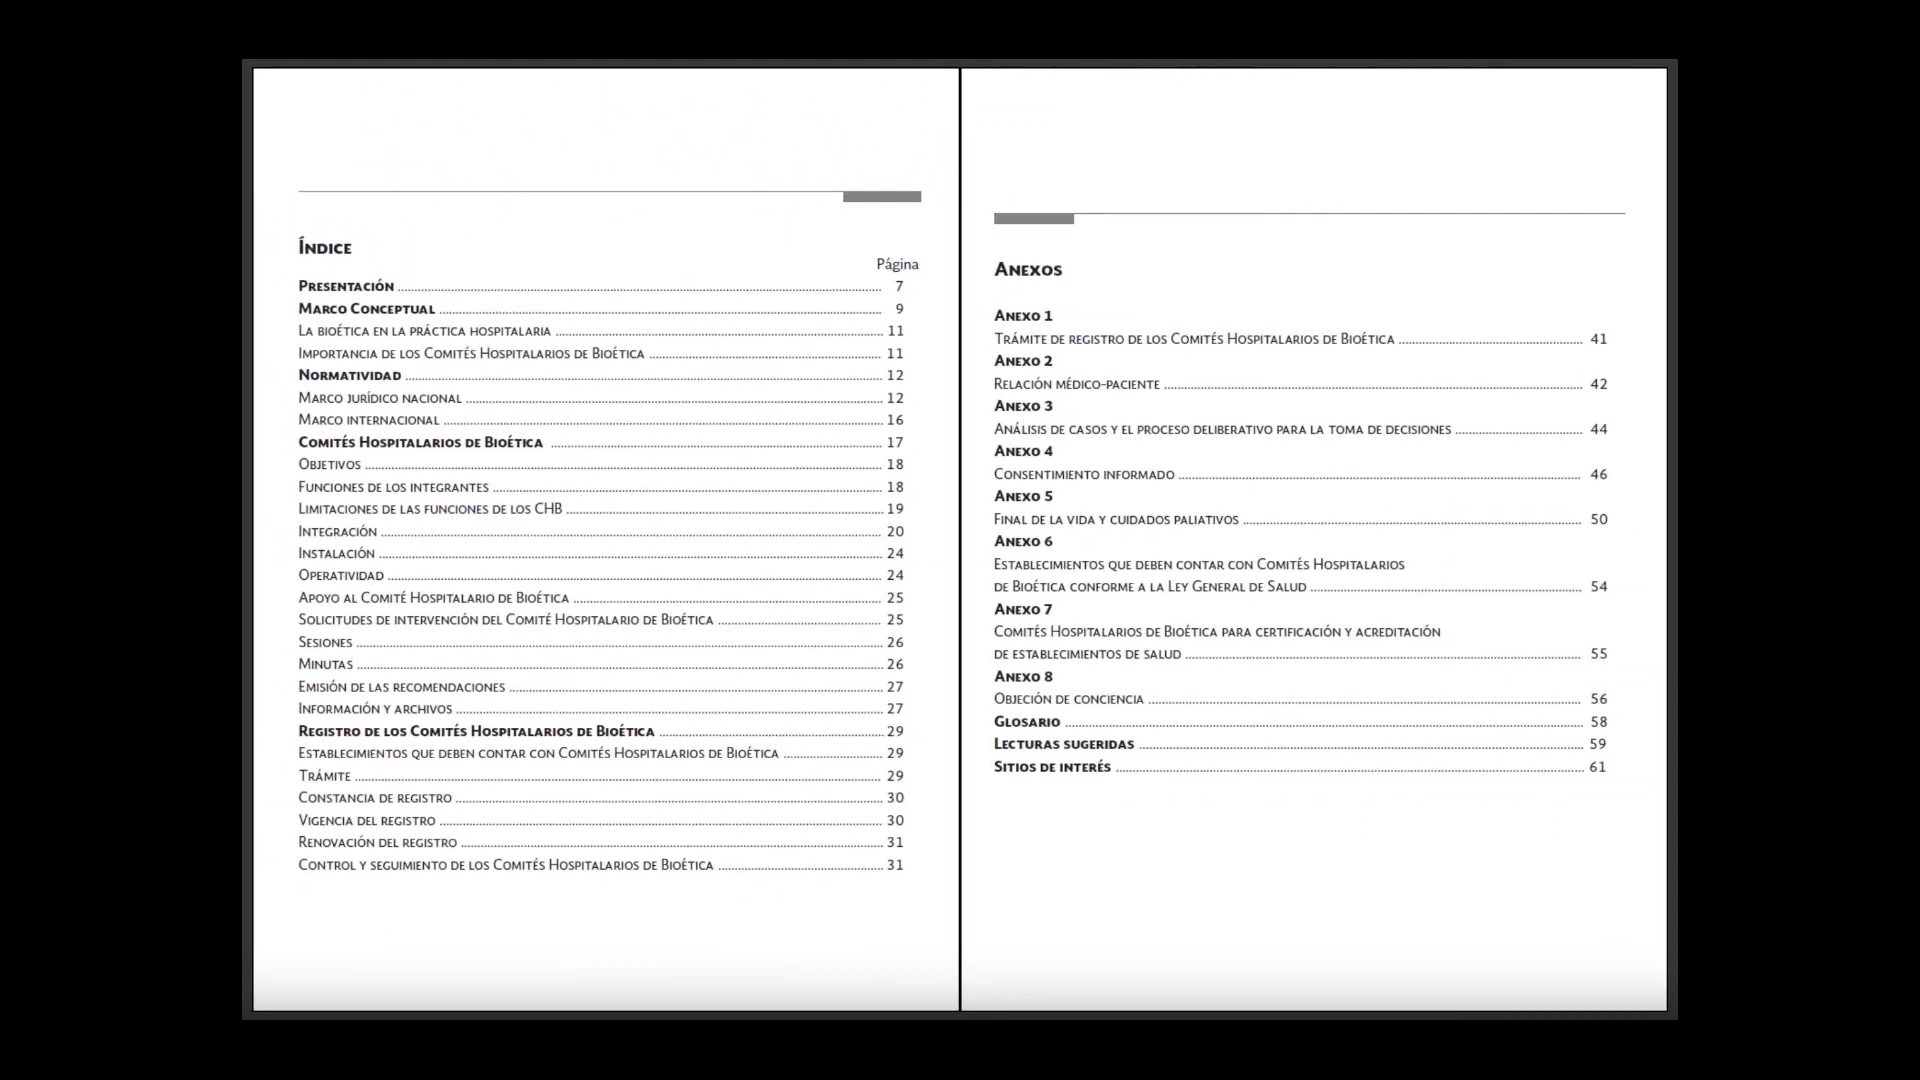 Índice
Página
Presentación 7
Marco Conceptual 9
La bioética en la práctica hospitalaria 11
Importancia de los Comités Hospitalarios de Bioética 11
Normatividad 12
Marco jurídico nacional 12
Marco internacional 16
Comités Hospitalarios de Bioética 17
Objetivos 18
Funciones de los integrantes 18
Limitaciones de las funciones de los CHB 19
Integración 20
Instalación 24
Operatividad 24
Apoyo al Comité Hospitalario de Bioética 25
Solicitudes de intervención del Comité Hospitalario de Bioética 25
Sesiones 26
Minutas 26
Emisión de las recomendaciones 27
Información y archivos 27
Registro de los Comités Hospitalarios de Bioética 29
Establecimientos que deben contar con Comités Hospitalarios de Bioética 29
Trámite 29
Constancia de registro 30
Vigencia del registro 30
Renovación del registro 31
Control y seguimiento de los Comités Hospitalarios de Bioética 31
Anexos
Anexo 1
Trámite de registro de los Comités Hospitalarios de Bioética 41
Anexo 2
Relación médico-paciente 42
Anexo 3
Análisis de casos y el proceso deliberativo para la toma de decisiones 44
Anexo 4
Consentimiento informado 46
Anexo 5
Final de la vida y cuidados paliativos 50
Anexo 6
Establecimientos que deben contar con Comités Hospitalarios
de Bioética conforme a la Ley General de Salud 54
Anexo 7
Comités Hospitalarios de Bioética para certificación y acreditación
de establecimientos de salud 55
Anexo 8
Objeción de conciencia 56
Glosario 58
Lecturas sugeridas 59
Sitios de interés 61